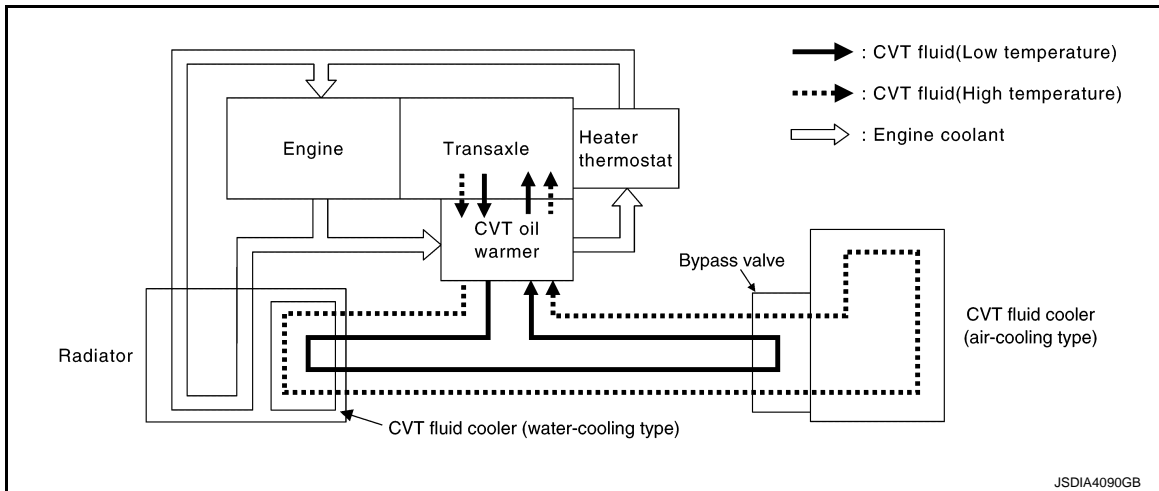 : CVT fluid(Low temperature)
: CVT fluid(High temperature)
: Engine coolant
Engine
Transaxle
Heater
thermostat
CVT oil
warmer
Bypass valve
CVT fluid cooler
(air-cooling type)
Radiator
CVT fluid cooler (water-cooling type)
JSDIA4090GB